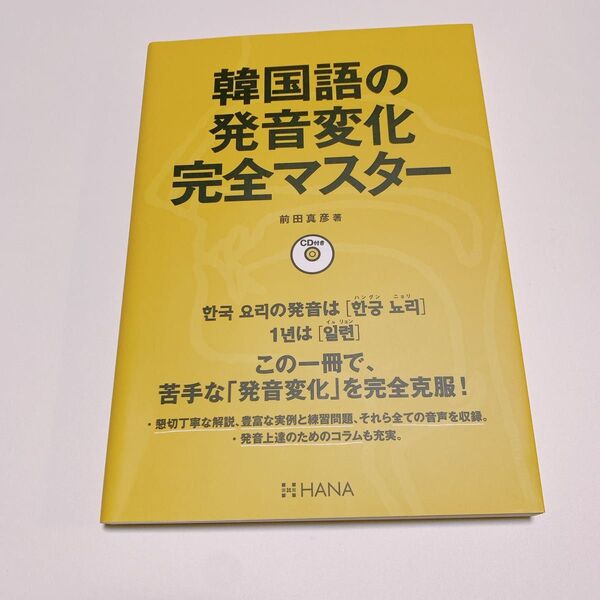 韓国語の
発音変化
完全マスター
前田真彦 著
CD付き
ハングン ニョリ
한국 요리の発音は [한긍 뇨리]
イル リョン
1년は [일련]
この一冊で、
苦手な「発音変化」を完全克服!
・懇切丁寧な解説、豊富な実例と練習問題、それら全ての音声を収録。
・発音上達のためのコラムも充実。
HANA